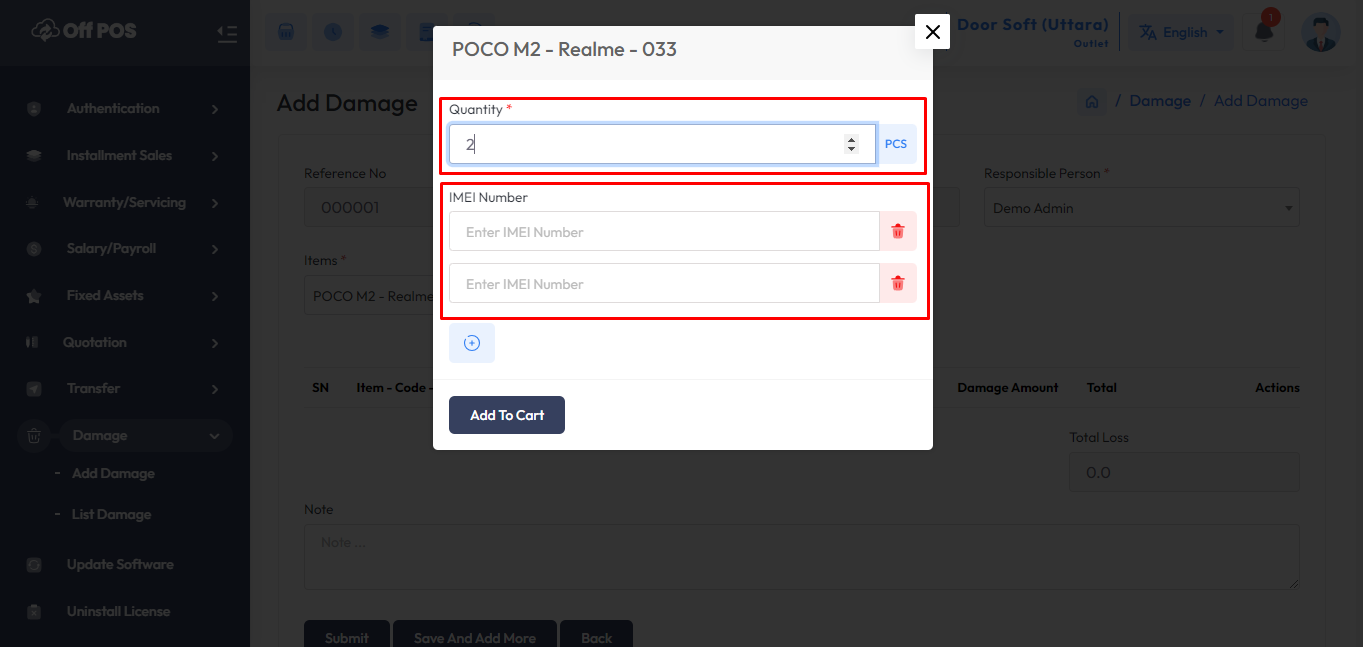 Off POS
Door Soft (Uttara)
Outlet
English
1
Authentication
Installment Sales
Warranty/Servicing
Salary/Payroll
Fixed Assets
Quotation
Transfer
Damage
- Add Damage
- List Damage
Update Software
Uninstall License
Add Damage
/ Damage / Add Damage
Reference No
000001
Responsible Person *
Demo Admin
Items *
POCO M2 - Realme
SN Item - Code - Damage Amount Total Actions
Total Loss
0.0
Note
Note ...
Submit Save And Add More Back
POCO M2 - Realme - 033
Quantity *
2 PCS
IMEI Number
Enter IMEI Number
Enter IMEI Number
Add To Cart